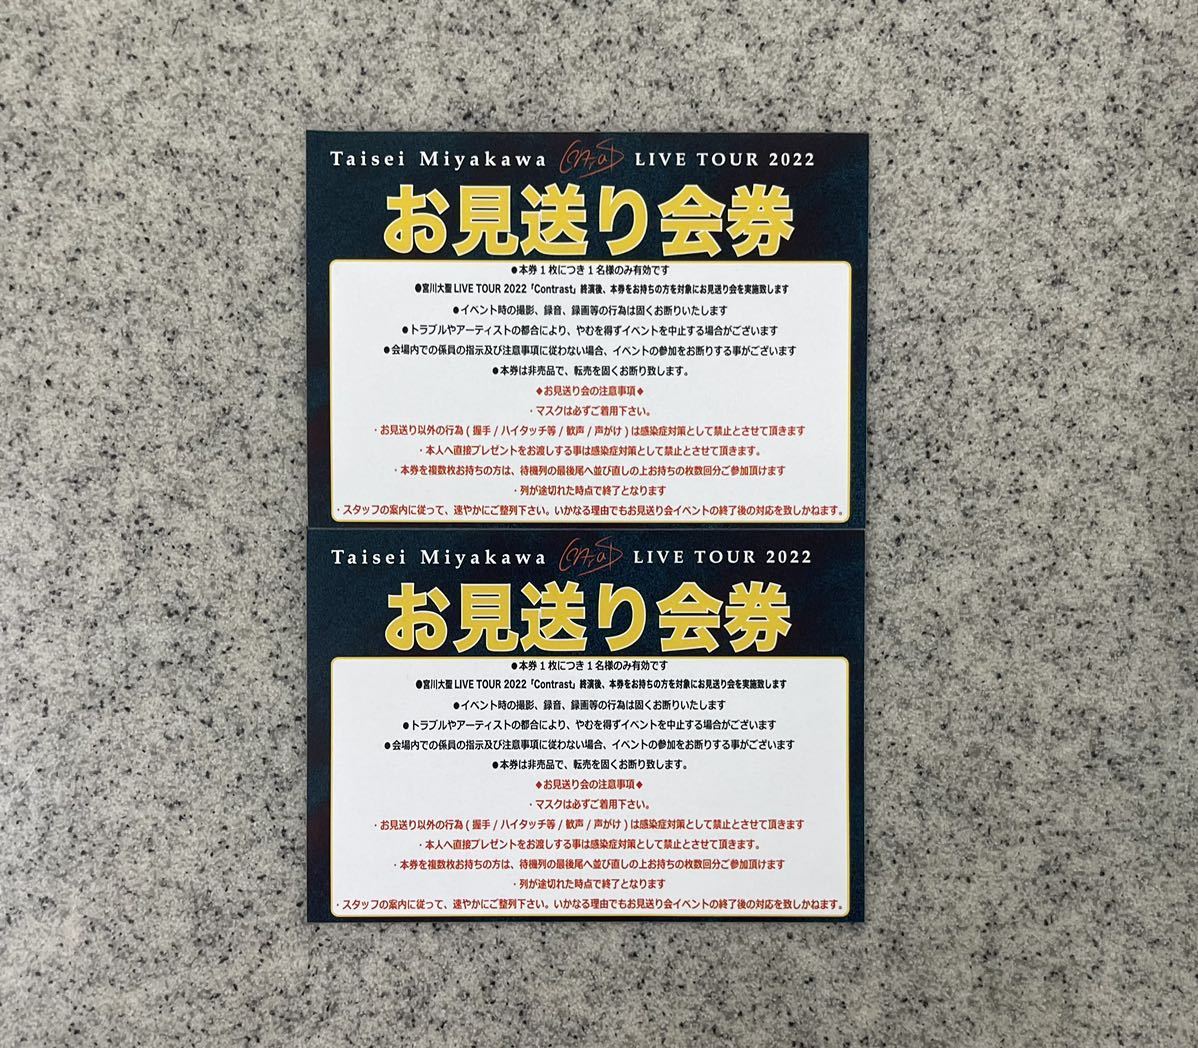 Taisei Miyakawa LIVE TOUR 2022
お見送り会券
●本券1枚につき1名様のみ有効です
●宮川大聖LIVE TOUR 2022「Contrast」終演後、本券をお持ちの方を対象にお見送り会を実施致します
●イベント時の撮影、録音、録画等の行為は固くお断りいたします
●トラブルやアーティストの都合により、やむを得ずイベントを中止する場合がございます
●会場内での係員の指示及び注意事項に従わない場合、イベントの参加をお断りする事がございます
●本券は非売品で、転売を固くお断り致します。
♦お見送り会の注意事項♦
・マスクは必ずご着用下さい。
・お見送り以外の行為(握手/ハイタッチ等/歓声/声がけ)は感染症対策として禁止とさせて頂きます
・本人へ直接プレゼントをお渡しする事は感染症対策として禁止とさせて頂きます。
・本券を複数枚お持ちの方は、待機列の最後尾へ並び直しの上お持ちの枚数回分ご参加頂けます
・列が途切れた時点で終了となります
・スタッフの案内に従って、速やかにご整列下さい。いかなる理由でもお見送り会イベントの終了後の対応を致しかねます。
Taisei Miyakawa LIVE TOUR 2022
お見送り会券
●本券1枚につき1名様のみ有効です
●宮川大聖LIVE TOUR 2022「Contrast」終演後、本券をお持ちの方を対象にお見送り会を実施致します
●イベント時の撮影、録音、録画等の行為は固くお断りいたします
●トラブルやアーティストの都合により、やむを得ずイベントを中止する場合がございます
●会場内での係員の指示及び注意事項に従わない場合、イベントの参加をお断りする事がございます
●本券は非売品で、転売を固くお断り致します。
♦お見送り会の注意事項♦
・マスクは必ずご着用下さい。
・お見送り以外の行為(握手/ハイタッチ等/歓声/声がけ)は感染症対策として禁止とさせて頂きます
・本人へ直接プレゼントをお渡しする事は感染症対策として禁止とさせて頂きます。
・本券を複数枚お持ちの方は、待機列の最後尾へ並び直しの上お持ちの枚数回分ご参加頂けます
・列が途切れた時点で終了となります
・スタッフの案内に従って、速やかにご整列下さい。いかなる理由でもお見送り会イベントの終了後の対応を致しかねます。